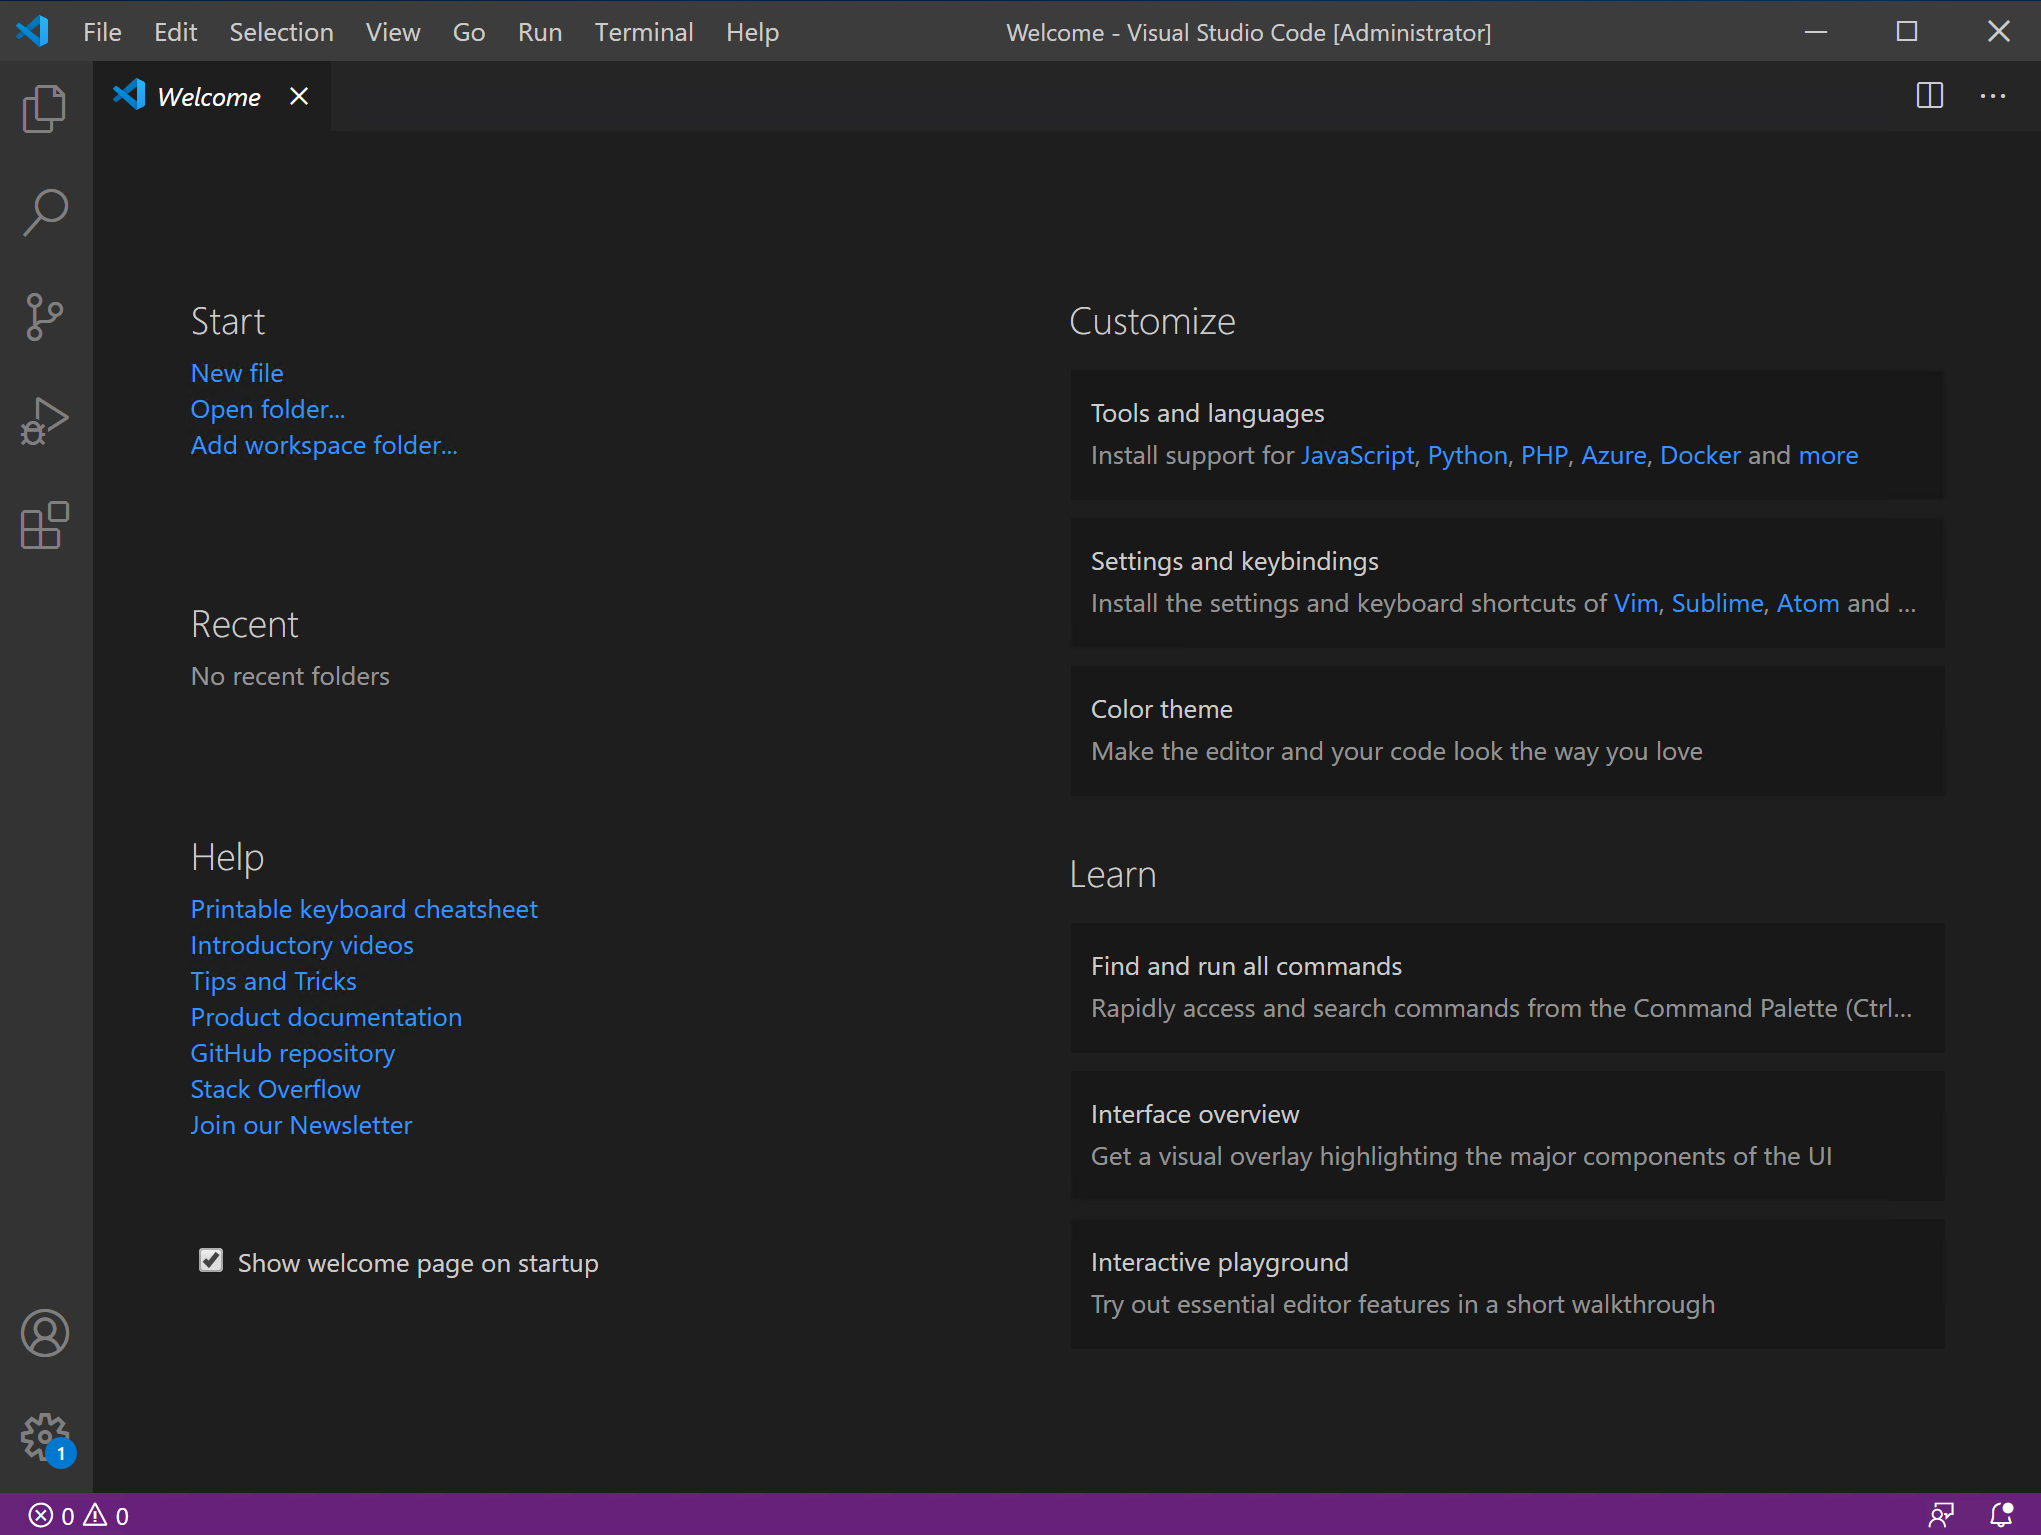 File Edit Selection View Go Run Terminal Help Welcome - Visual Studio Code [Administrator]
Welcome
Start
New file
Open folder...
Add workspace folder...
Recent
No recent folders
Help
Printable keyboard cheatsheet
Introductory videos
Tips and Tricks
Product documentation
GitHub repository
Stack Overflow
Join our Newsletter
Show welcome page on startup
Customize
Tools and languages
Install support for JavaScript, Python, PHP, Azure, Docker and more
Settings and keybindings
Install the settings and keyboard shortcuts of Vim, Sublime, Atom and ...
Color theme
Make the editor and your code look the way you love
Learn
Find and run all commands
Rapidly access and search commands from the Command Palette (Ctrl...
Interface overview
Get a visual overlay highlighting the major components of the UI
Interactive playground
Try out essential editor features in a short walkthrough
1
0 0